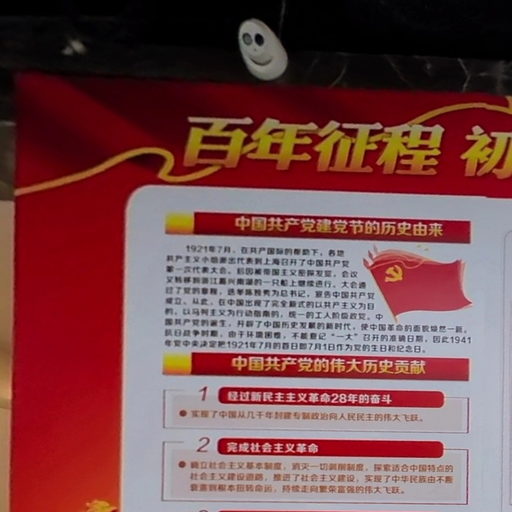 百年征程 初
中国共产党建党节的历史由来
1921年7月，在共产国际的帮助下，各地
共产主义小组派出代表到上海召开了中国共产党
第一次代表大会。后因被帝国主义密探发觉，会议
又转移到浙江嘉兴南湖的一只船上继续进行。大会通
过了党的章程，选举陈独秀为总书记，宣告中国共产党
成立。从此，在中国出现了完全新式的以共产主义为目
的、以马列主义为行动指南的，统一的工人阶级政党。中
国共产党的诞生，开辟了中国历史发展的新时代，使中国革命的面貌焕然一新。
抗日战争时期，由于环境困难，不能查记“一大”召开的准确日期，因此1941
年党中央决定把1921年7月的首日即7月1日作为党的生日和纪念日。
中国共产党的伟大历史贡献
1 经过新民主主义革命28年的奋斗
● 实现了中国从几千年封建专制政治向人民民主的伟大飞跃。
2 完成社会主义革命
● 确立社会主义基本制度，消灭一切剥削制度，探索适合中国特点的
社会主义建设道路，推进了社会主义建设，实现了中华民族由不断
衰落到根本扭转命运，持续走向繁荣富强的伟大飞跃。